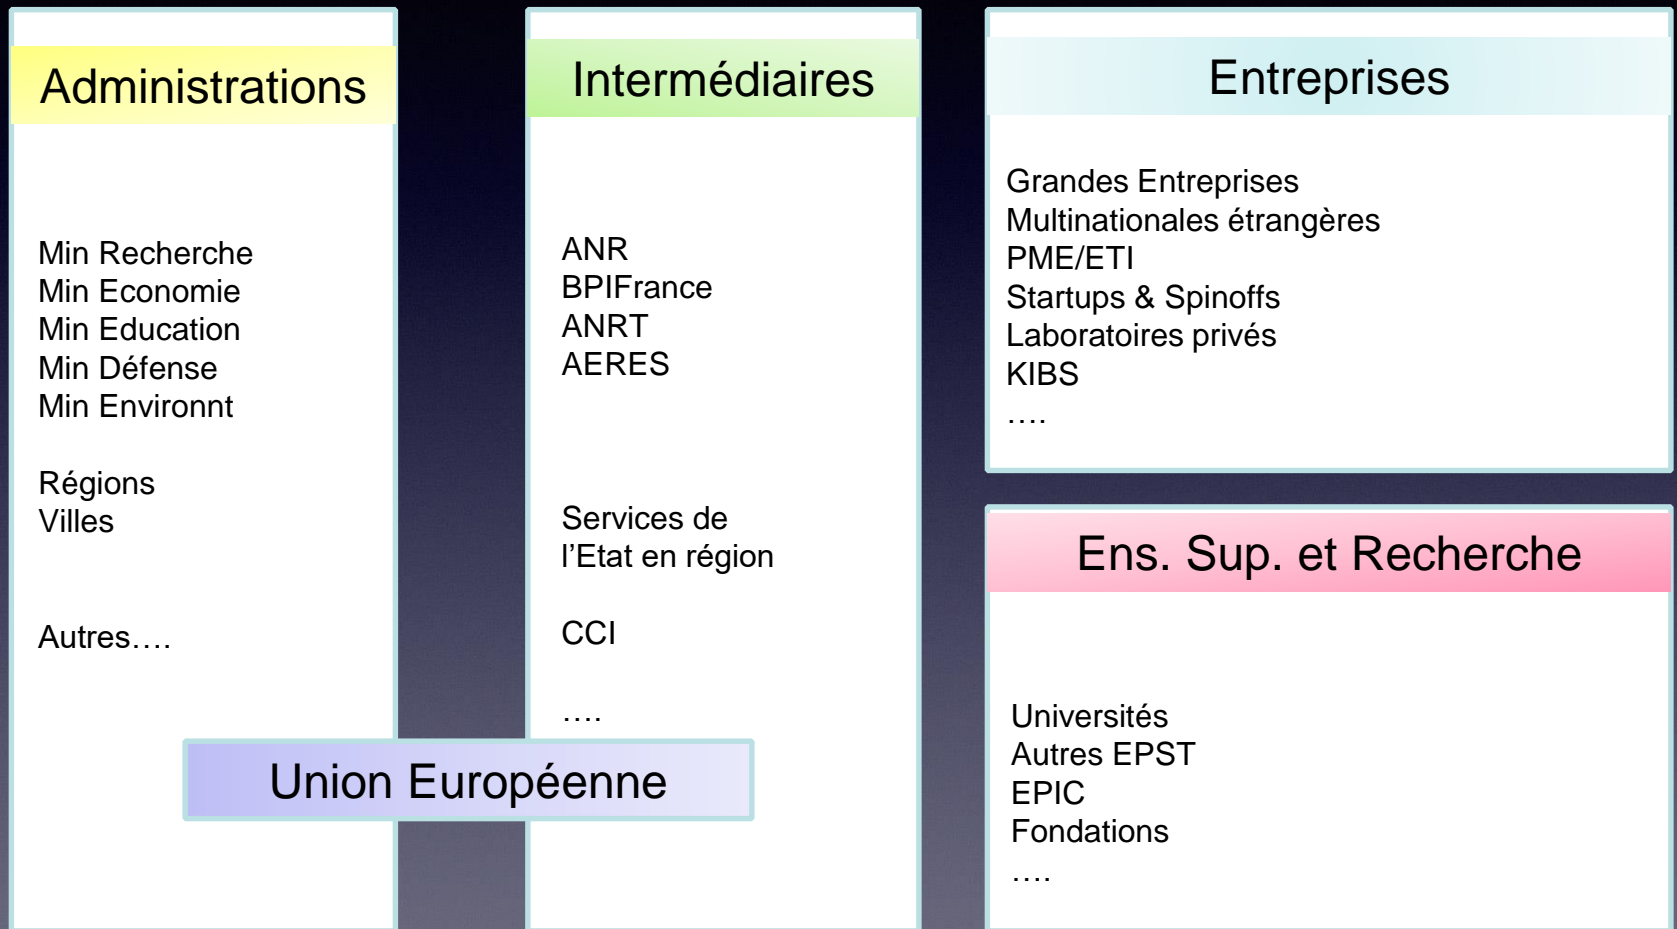 Administrations
Min Recherche
Min Economie
Min Education
Min Défense
Min Environnt
Régions
Villes
Autres….
Intermédiaires
ANR
BPIFrance
ANRT
AERES
Services de
l’Etat en région
CCI
….
Union Européenne
Entreprises
Grandes Entreprises
Multinationales étrangères
PME/ETI
Startups & Spinoffs
Laboratoires privés
KIBS
….
Ens. Sup. et Recherche
Universités
Autres EPST
EPIC
Fondations
….